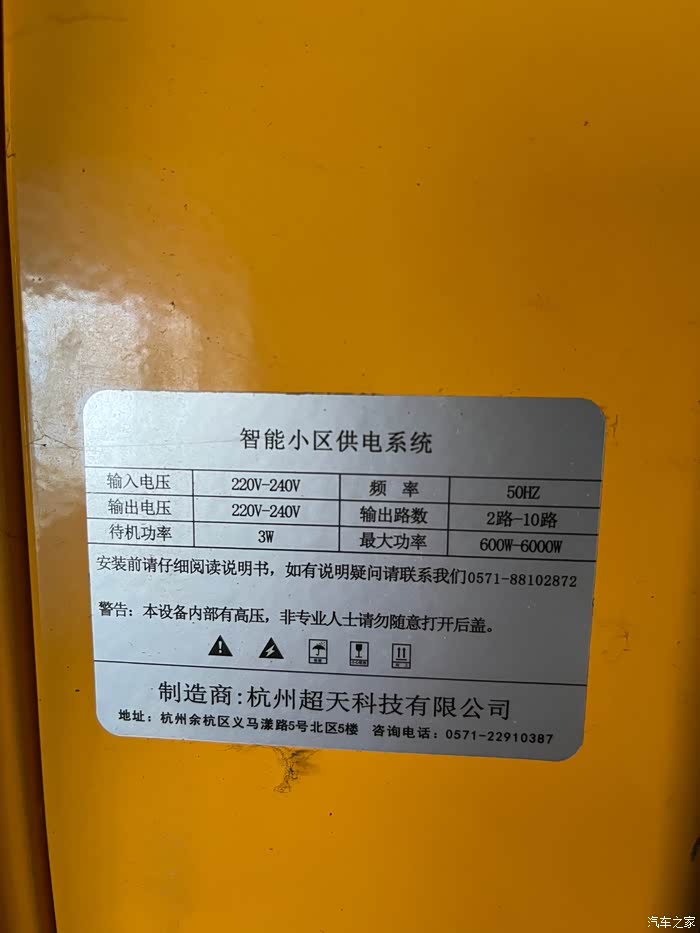 智能小区供电系统
输入电压 220V-240V 频 率 50HZ
输出电压 220V-240V 输出路数 2路-10路
待机功率 3W 最大功率 600W-6000W
安装前请仔细阅读说明书，如有说明疑问请联系我们0571-88102872
警告：本设备内部有高压，非专业人士请勿随意打开后盖。
制造商:杭州超天科技有限公司
地址：杭州余杭区义马漾路5号北区5楼 咨询电话：0571-22910387
汽车之家